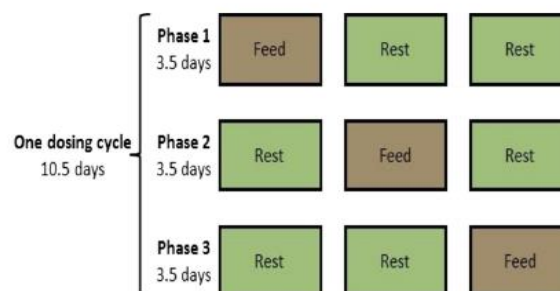 Phase 1
3.5 days
Feed
Rest
Rest
One dosing cycle
10.5 days
Phase 2
3.5 days
Rest
Feed
Rest
Phase 3
3.5 days
Rest
Rest
Feed